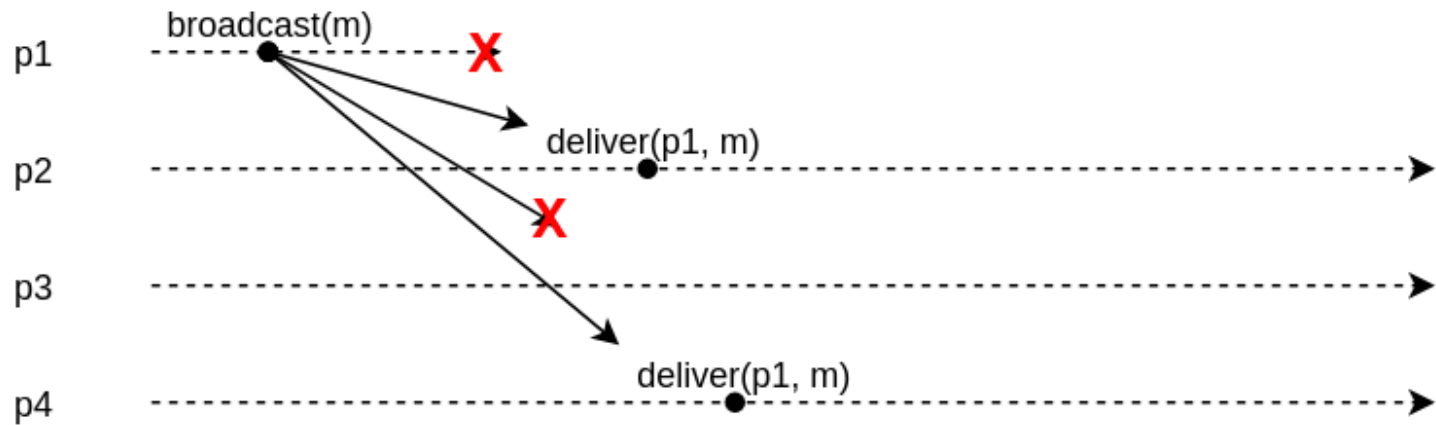 broadcast(m)
p1
X
deliver(p1, m)
p2
X
p3
deliver(p1, m)
p4